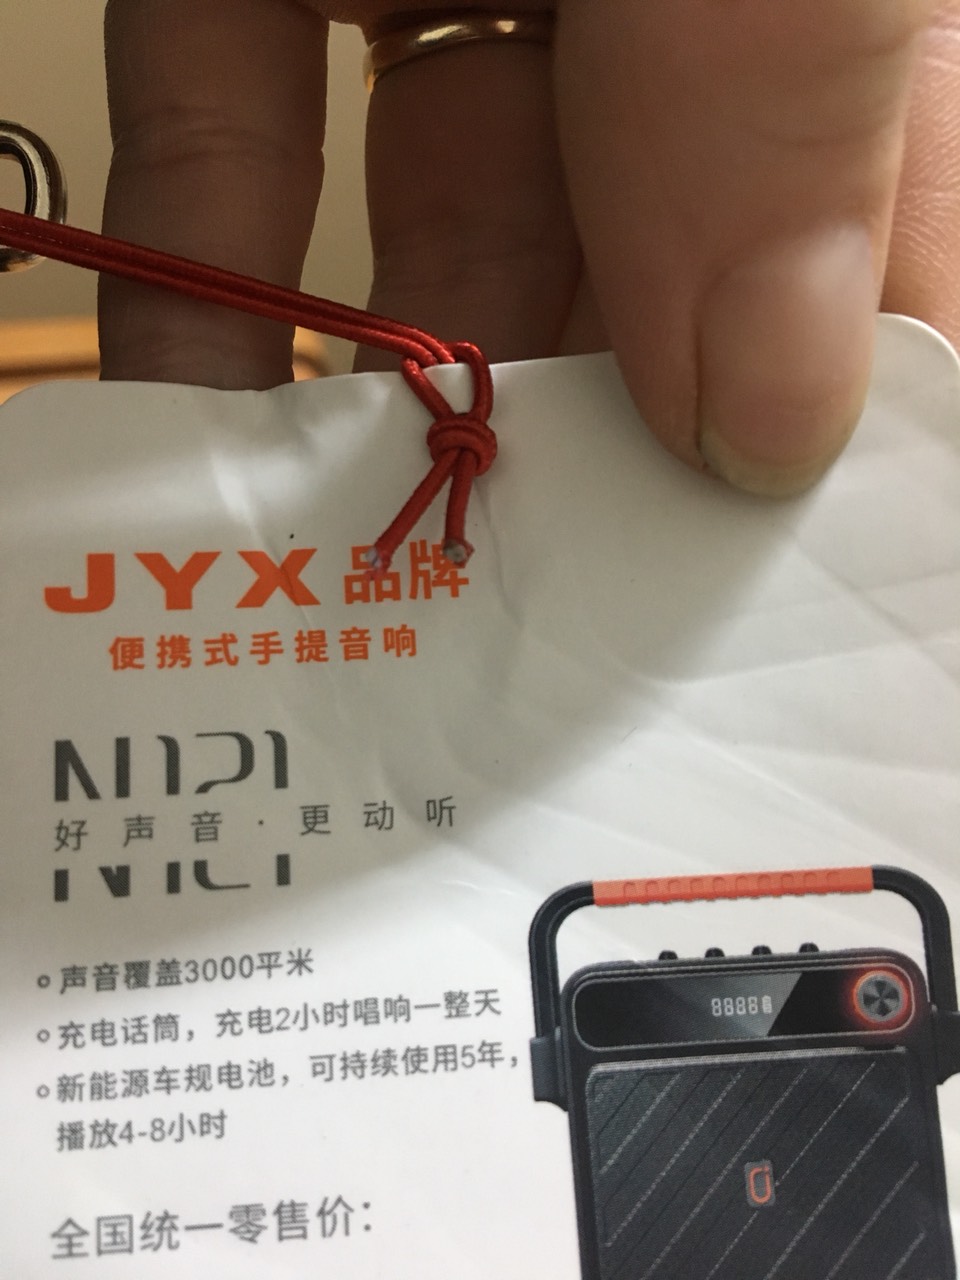 JYX 品牌
便携式手提音响
好声音·更动听
声音覆盖3000平米
充电话筒，充电2小时唱响一整天
新能源车规电池，可持续使用5年，
播放4-8小时
全国统一零售价：
8888